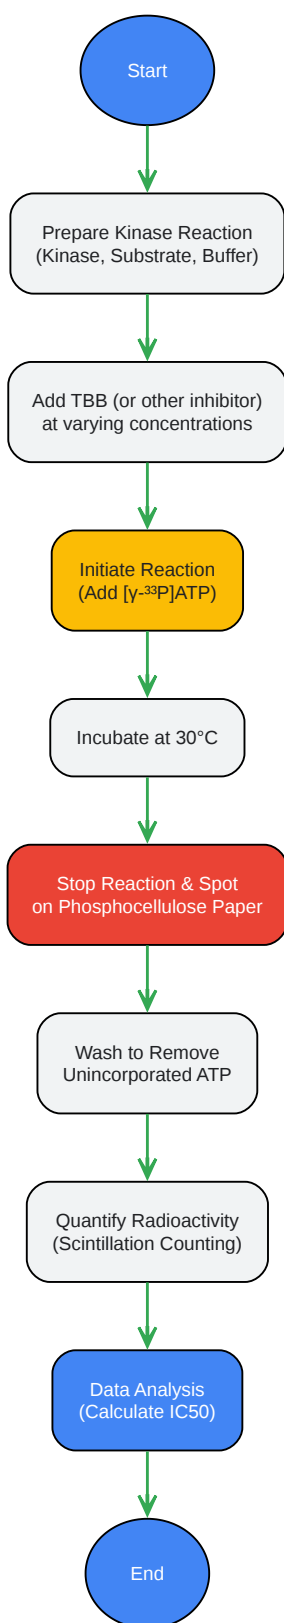 Start
Prepare Kinase Reaction
(Kinase, Substrate, Buffer)
Add TBB (or other inhibitor)
at varying concentrations
Initiate Reaction
(Add [γ-³³P]ATP)
Incubate at 30°C
Stop Reaction & Spot
on Phosphocellulose Paper
Wash to Remove
Unincorporated ATP
Quantify Radioactivity
(Scintillation Counting)
Data Analysis
(Calculate IC50)
End